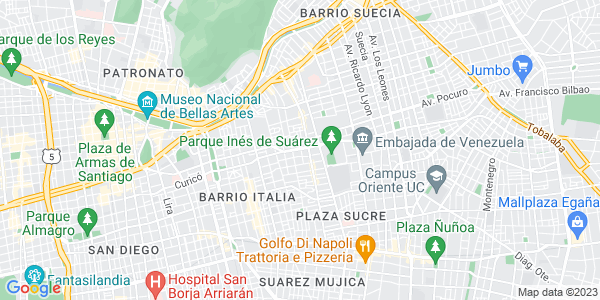 BARRIO SUECIA
Parque de los Reyes
Suecia
Av. Ricardo Lyon
Av. Los Leones
PATRONATO
Jumbo
Av. Francisco Bilbao
Av. Pocuro
Museo Nacional
de Bellas Artes
Tobalaba
Plaza de
Armas de
Santiago
Parque Inés de Suárez
Embajada de Venezuela
5
Curicó
Campus
Oriente UC
Montenegro
Lira
BARRIO ITALIA
Mallplaza Egaña
Parque
Almagro
PLAZA SUCRE
Plaza Ñuñoa
SAN DIEGO
Golfo Di Napoli
Trattoria e Pizzeria
Diag. Ote.
Fantasilandia
Hospital San
Borja Arriarán
SUAREZ MUJICA
Google
Map data ©2023